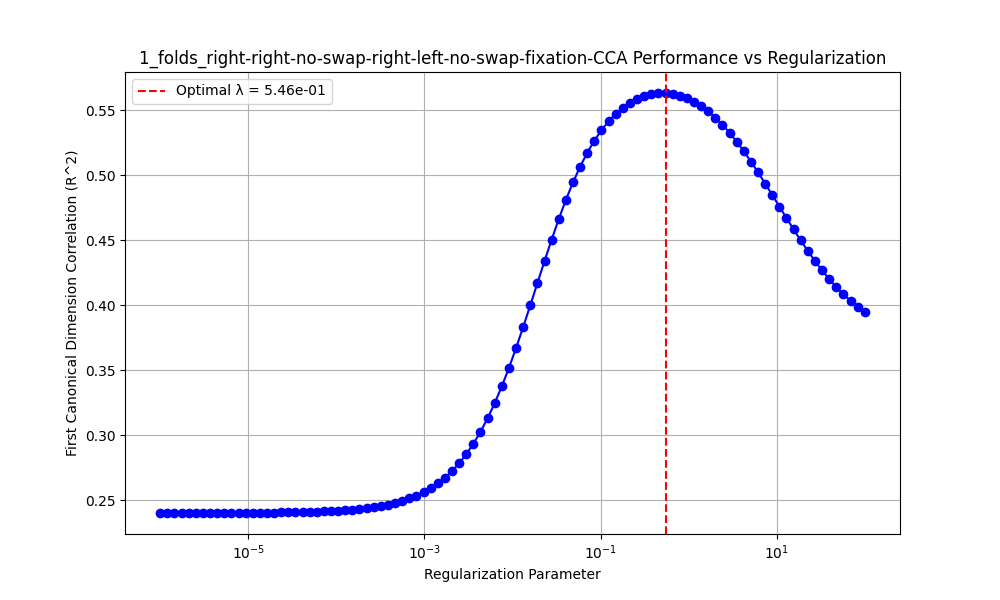 1_folds_right-right-no-swap-right-left-no-swap-fixation-CCA Performance vs Regularization
Optimal λ = 5.46e-01
First Canonical Dimension Correlation (R^2)
0.55
0.50
0.45
0.40
0.35
0.30
0.25
10⁻⁵ 10⁻³ 10⁻¹ 10¹
Regularization Parameter